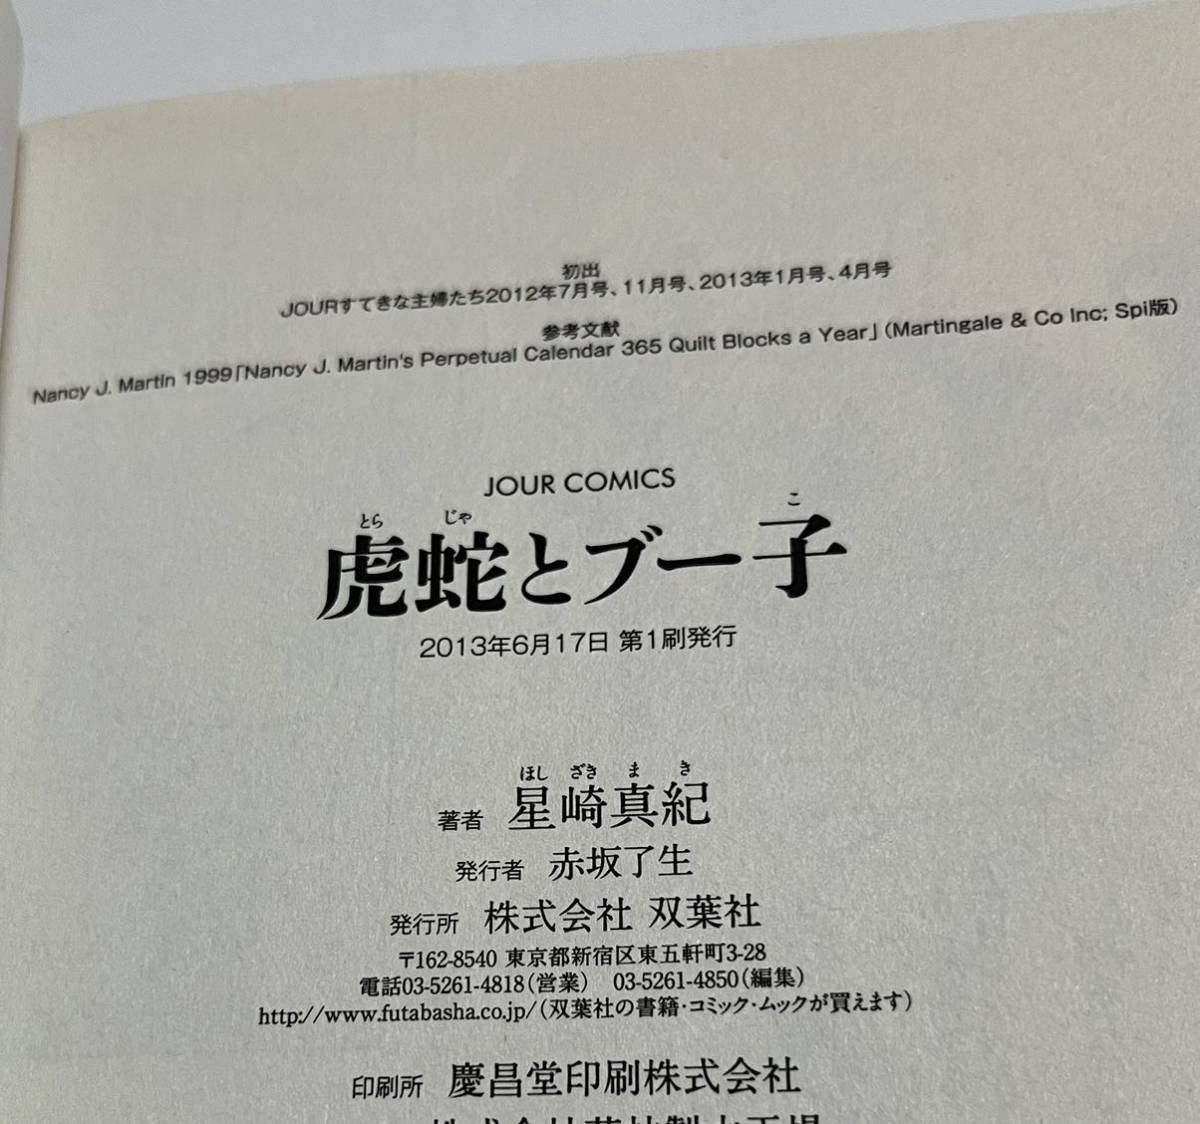 初出
JOURすてきな主婦たち2012年7月号、11月号、2013年1月号、4月号
参考文献
Nancy J. Martin 1999「Nancy J. Martin's Perpetual Calendar 365 Quilt Blocks a Year」(Martingale & Co Inc; Spi版)
JOUR COMICS
とら じゃ こ
虎蛇とブー子
2013年6月17日 第1刷発行
ほし ざき ま き
著者 星崎真紀
発行者 赤坂了生
発行所 株式会社 双葉社
〒162-8540 東京都新宿区東五軒町3-28
電話03-5261-4818(営業) 03-5261-4850(編集)
http://www.futabasha.co.jp/(双葉社の書籍・コミック・ムックが買えます)
印刷所 慶昌堂印刷株式会社